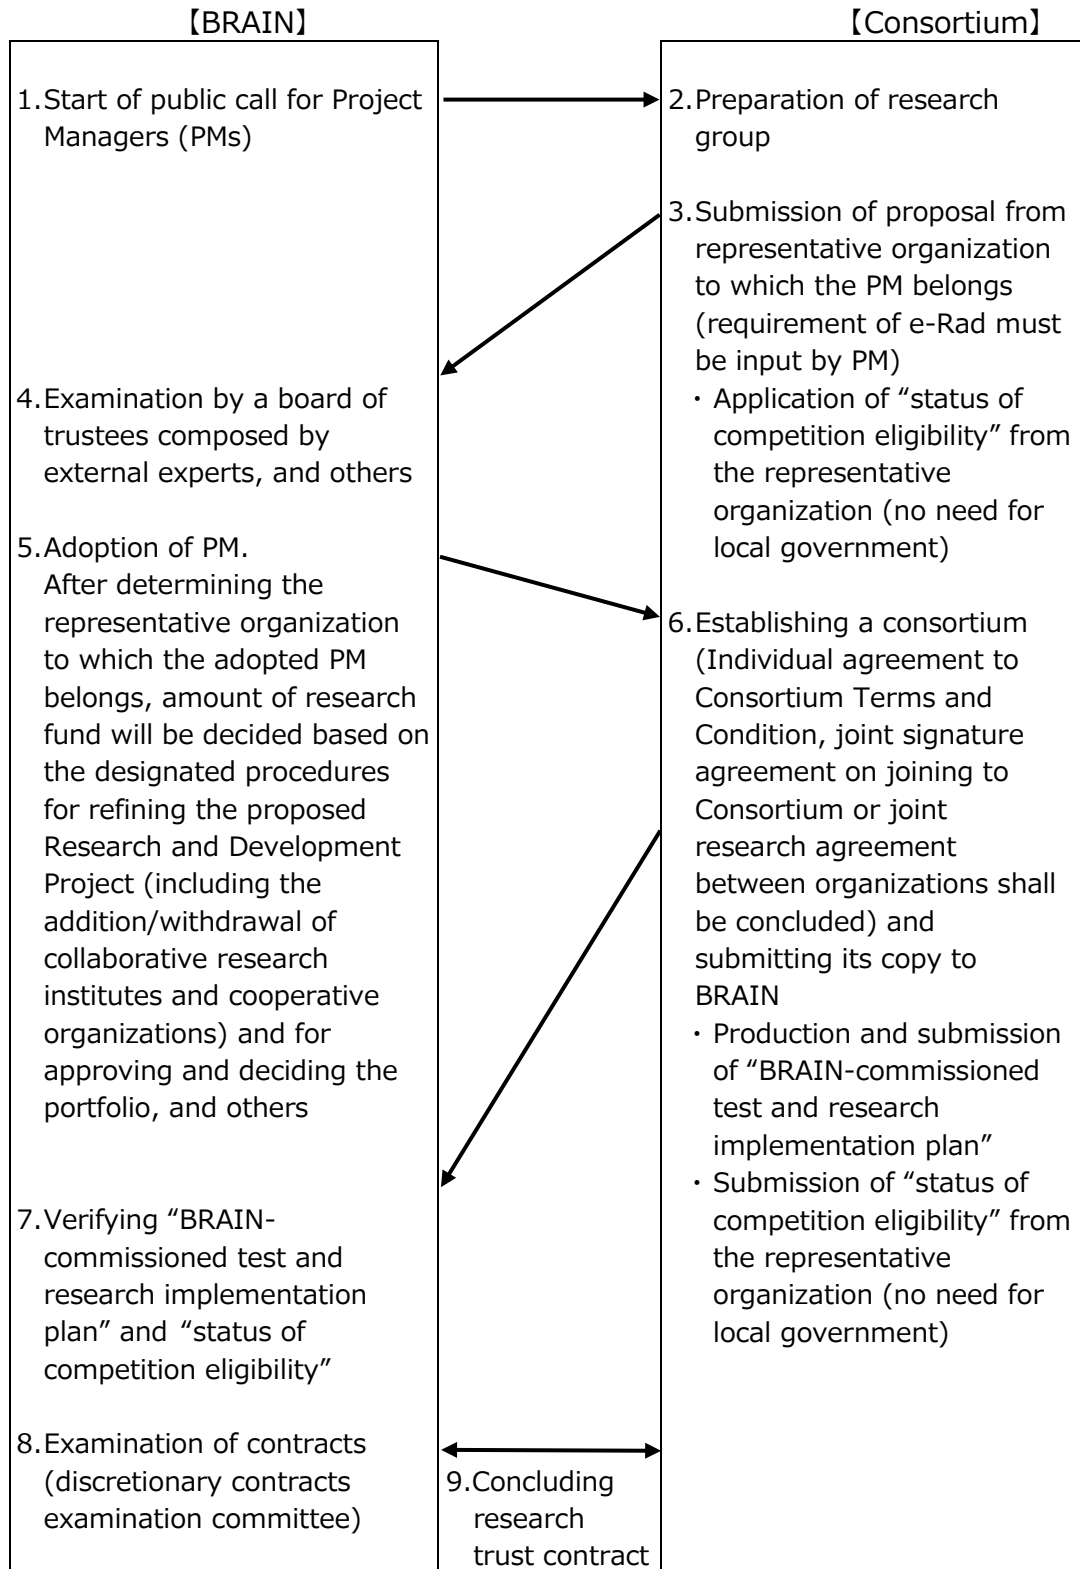 【BRAIN】
【Consortium】
1.Start of public call for Project
Managers (PMs)
2.Preparation of research
group
3.Submission of proposal from
representative organization
to which the PM belongs
(requirement of e-Rad must
be input by PM)
・Application of “status of
competition eligibility” from
the representative
organization (no need for
local government)
4.Examination by a board of
trustees composed by
external experts, and others
5.Adoption of PM.
After determining the
representative organization
to which the adopted PM
belongs, amount of research
fund will be decided based on
the designated procedures
for refining the proposed
Research and Development
Project (including the
addition/withdrawal of
collaborative research
institutes and cooperative
organizations) and for
approving and deciding the
portfolio, and others
6.Establishing a consortium
(Individual agreement to
Consortium Terms and
Condition, joint signature
agreement on joining to
Consortium or joint
research agreement
between organizations shall
be concluded) and
submitting its copy to
BRAIN
・Production and submission
of “BRAIN-commissioned
test and research
implementation plan”
・Submission of “status of
competition eligibility” from
the representative
organization (no need for
local government)
7.Verifying “BRAIN-
commissioned test and
research implementation
plan” and “status of
competition eligibility”
8.Examination of contracts
(discretionary contracts
examination committee)
9.Concluding
research
trust contract